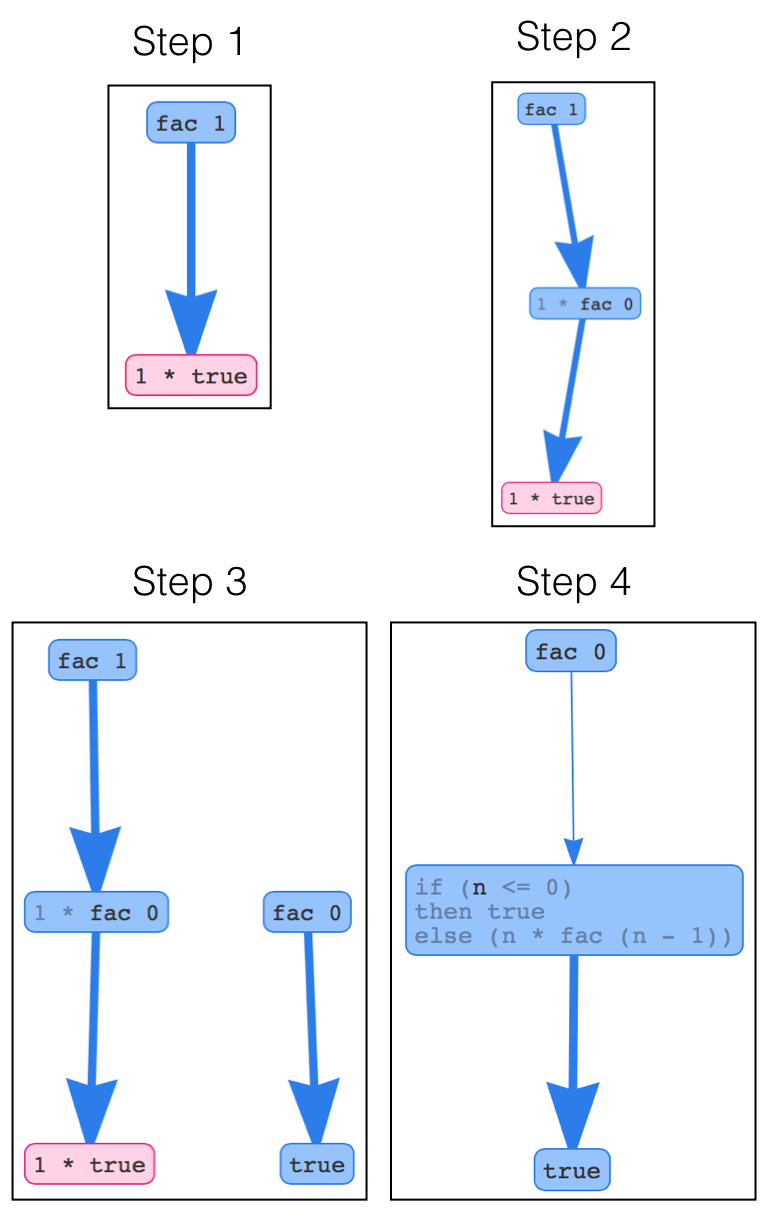 Step 1
fac 1
1 * true
Step 2
fac 1
1 * fac 0
1 * true
Step 3
fac 1
1 * fac 0
fac 0
1 * true
true
Step 4
fac 0
if (n <= 0)
then true
else (n * fac (n - 1))
true